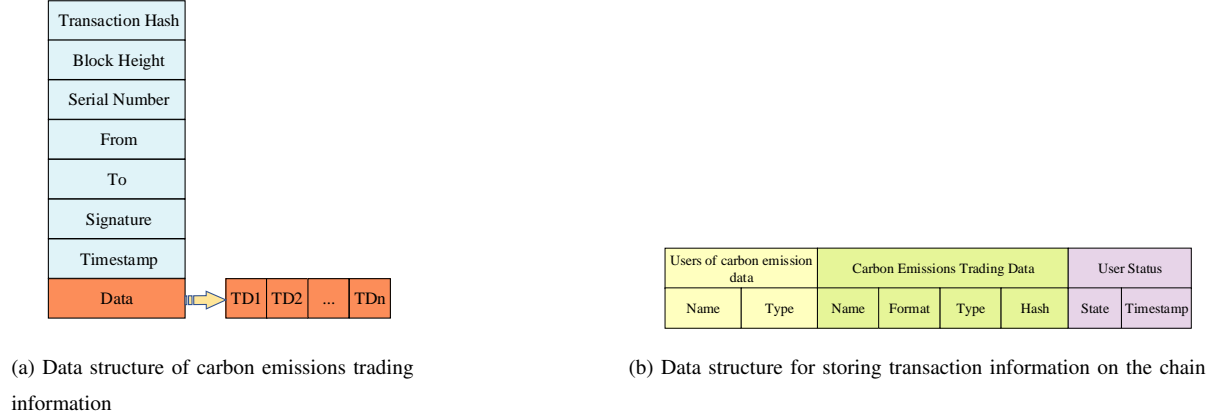 Transaction Hash
Block Height
Serial Number
From
To
Signature
Timestamp
Data
TD1 TD2 ... TDn
(a) Data structure of carbon emissions trading
information
Users of carbon emission
data
Carbon Emissions Trading Data
User Status
Name Type Name Format Type Hash State Timestamp
(b) Data structure for storing transaction information on the chain